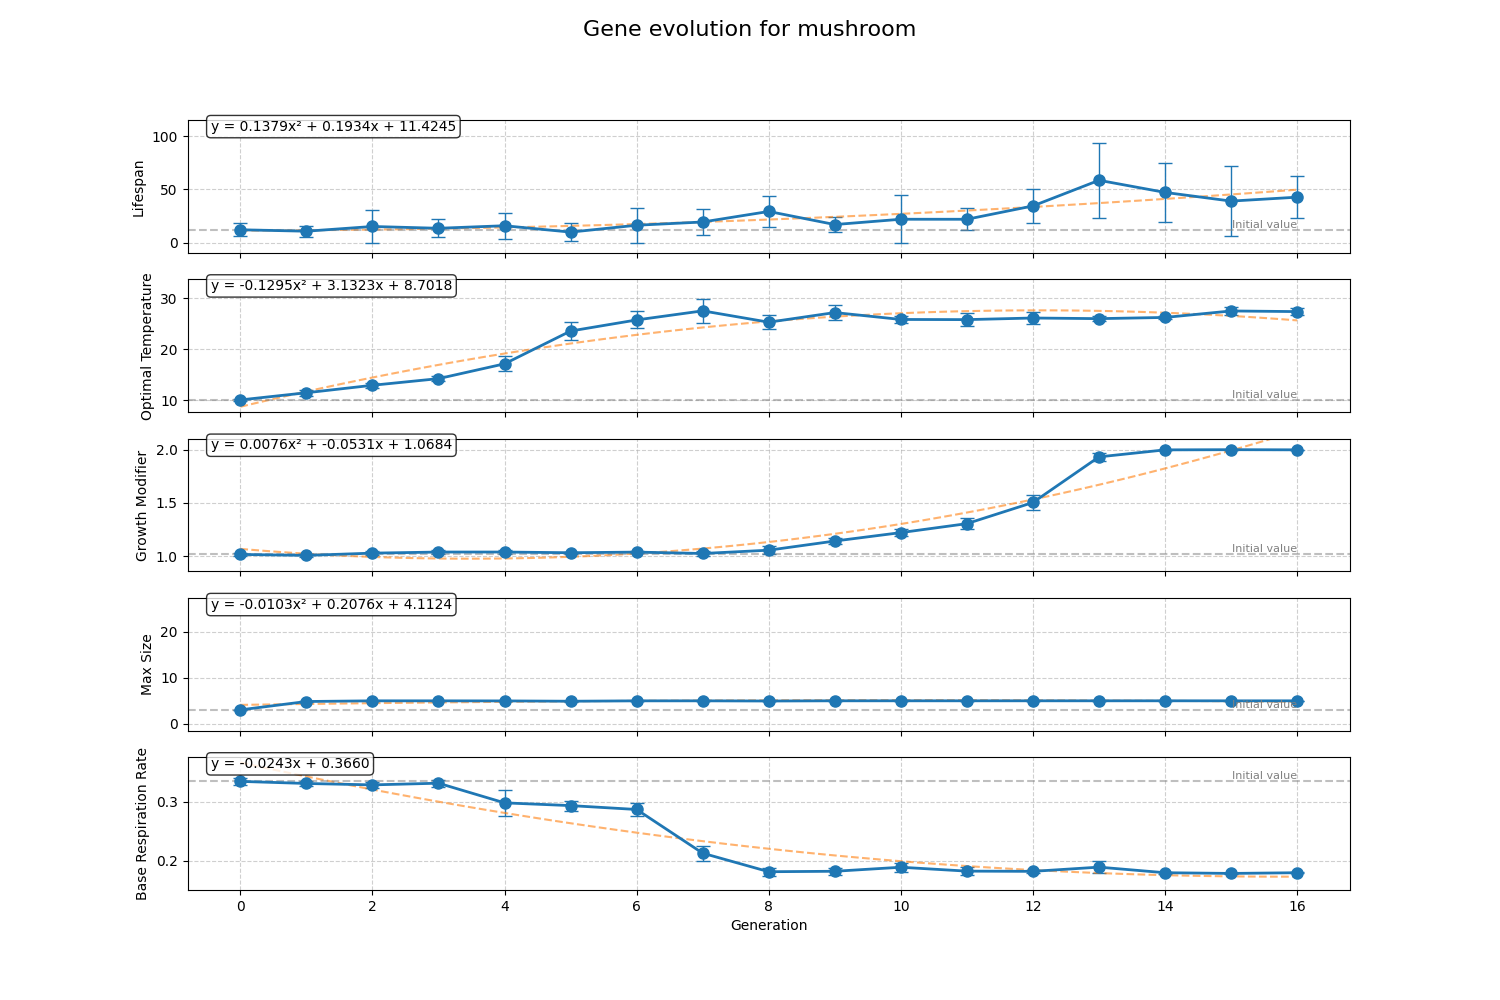 Gene evolution for mushroom
y = 0.1379x² + 0.1934x + 11.4245
Lifespan
100
50
0
Initial value
y = -0.1295x² + 3.1323x + 8.7018
Optimal Temperature
30
20
10
Initial value
y = 0.0076x² + -0.0531x + 1.0684
Growth Modifier
2.0
1.5
1.0
Initial value
y = -0.0103x² + 0.2076x + 4.1124
Max Size
20
10
0
Initial value
y = -0.0243x + 0.3660
Base Respiration Rate
0.3
0.2
Initial value
0 2 4 6 8 10 12 14 16
Generation